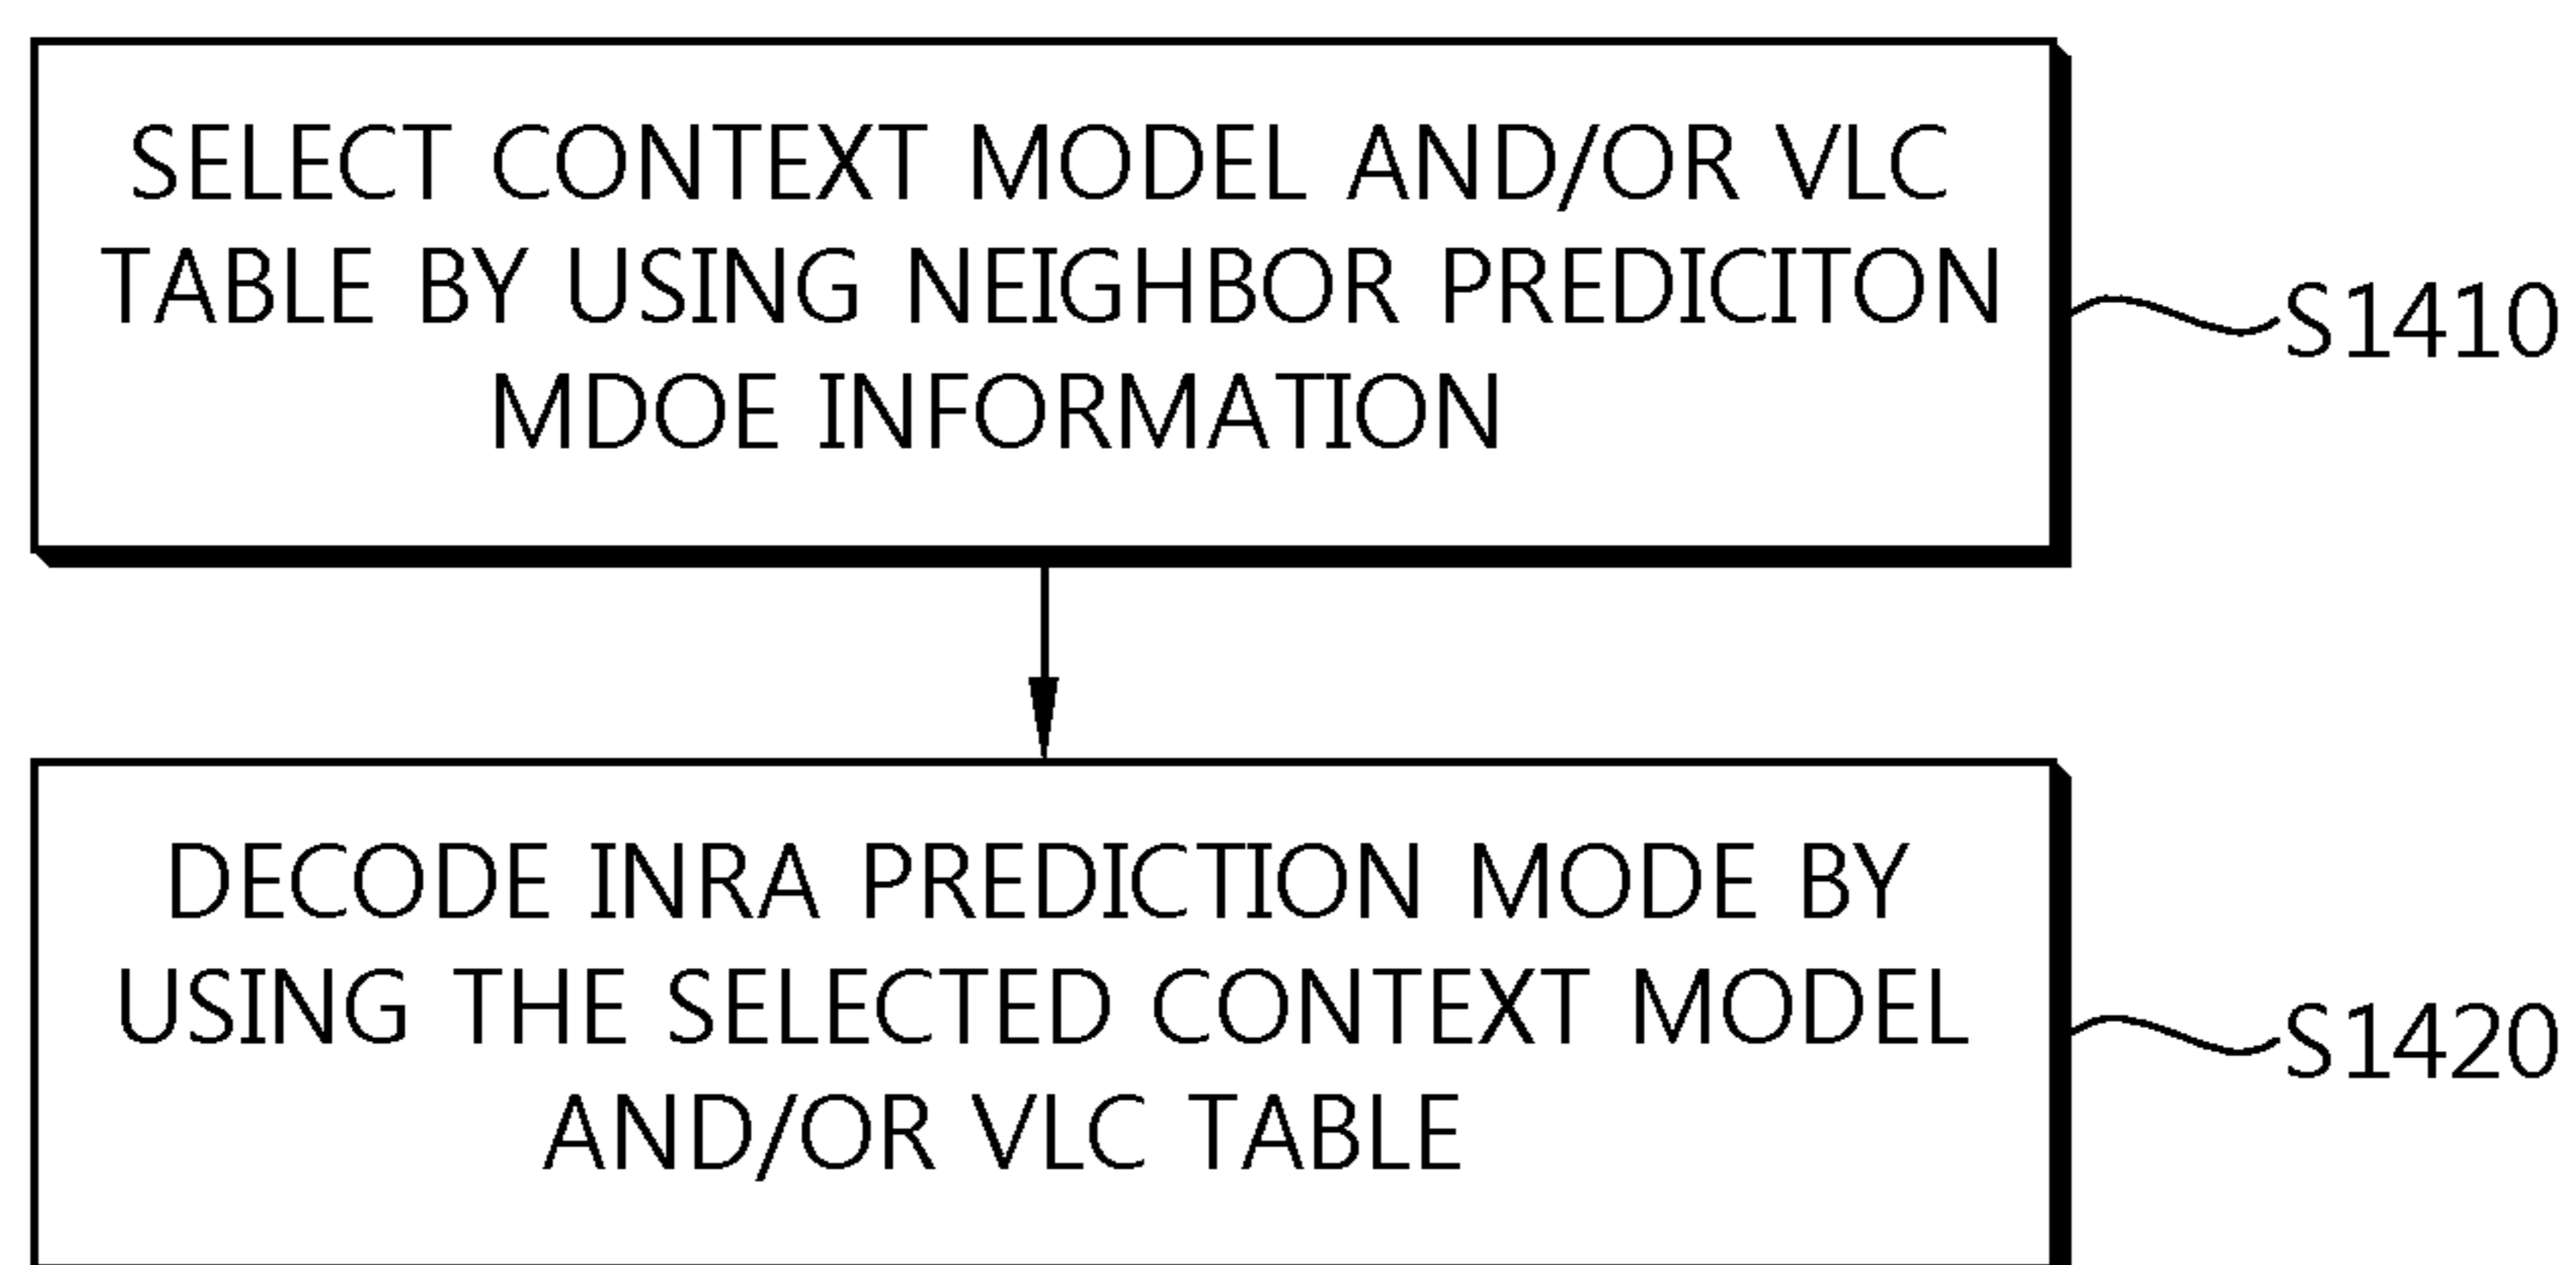 SELECT CONTEXT MODEL AND/OR VLC
TABLE BY USING NEIGHBOR PREDICITON
MDOE INFORMATION
S1410
DECODE INRA PREDICTION MODE BY
USING THE SELECTED CONTEXT MODEL
AND/OR VLC TABLE
S1420